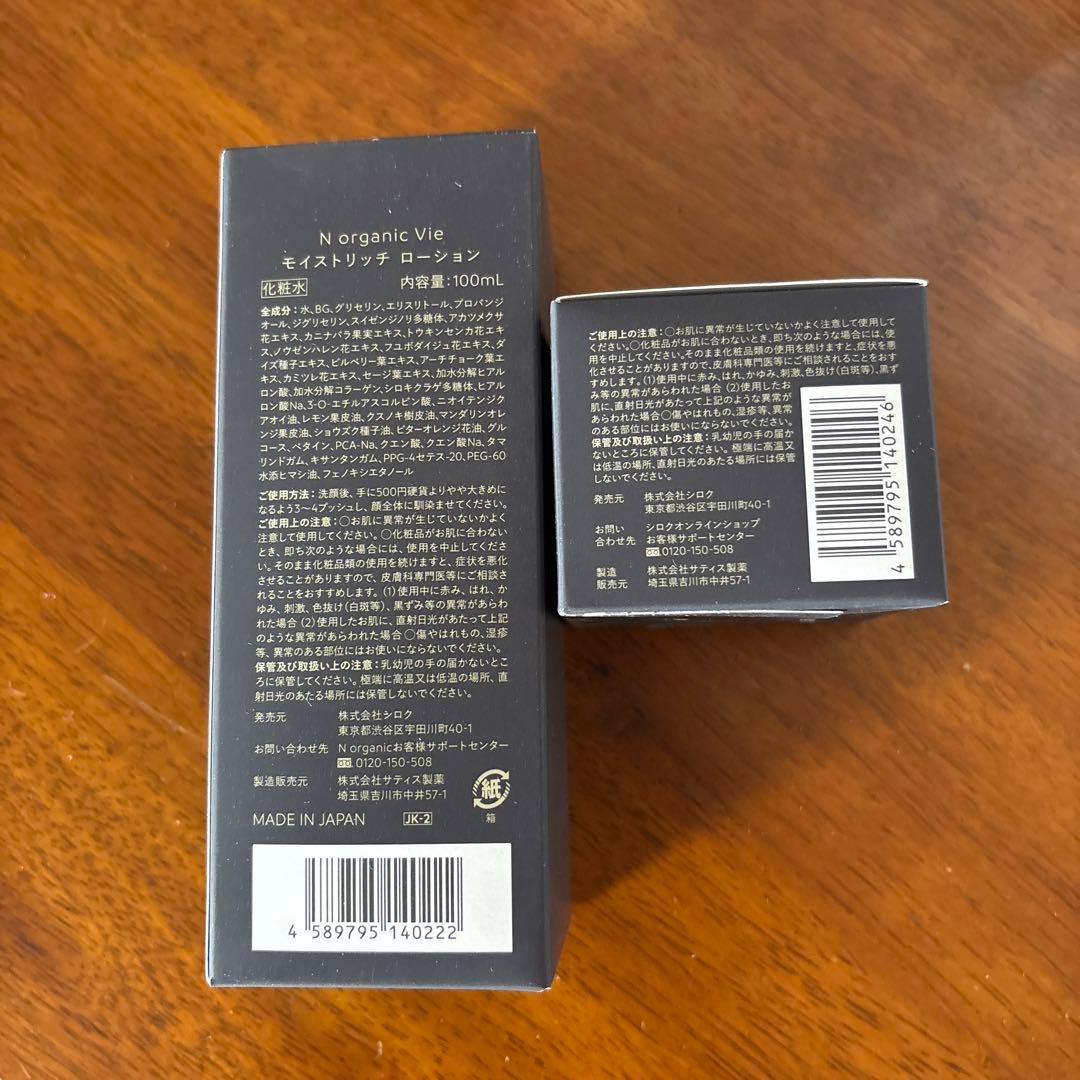 N organic Vie
モイストリッチ ローション
化粧水 内容量:100mL
全成分:水、BG、グリセリン、エリスリトール、プロパンジ
オール、ジグリセリン、スイゼンジノリ多糖体、アカツメクサ
花エキス、カニナバラ果実エキス、トウキンセンカ花エキ
ス、ノウゼンハレン花エキス、フユボダイジュ花エキス、ダ
イズ種子エキス、ビルベリー葉エキス、アーチチョーク葉エ
キス、カミツレ花エキス、セージ葉エキス、加水分解ヒアル
ロン酸、加水分解コラーゲン、シロキクラゲ多糖体、ヒアル
ロン酸Na、3-O-エチルアスコルビン酸、ニオイテンジク
アオイ油、レモン果皮油、クスノキ樹皮油、マンダリンオレ
ンジ果皮油、ショウズク種子油、ビターオレンジ花油、グル
コース、ベタイン、PCA-Na、クエン酸、クエン酸Na、タマ
リンドガム、キサンタンガム、PPG-4セテス-20、PEG-60
水添ヒマシ油、フェノキシエタノール
ご使用方法:洗顔後、手に500円硬貨よりやや大きめに
なるよう3〜4プッシュし、顔全体に馴染ませてください。
ご使用上の注意:○お肌に異常が生じていないかよく
注意して使用してください。○化粧品がお肌に合わない
とき、即ち次のような場合には、使用を中止してくださ
い。そのまま化粧品類の使用を続けますと、症状を悪化
させることがありますので、皮膚科専門医等にご相談さ
れることをおすすめします。(1)使用中に赤み、はれ、か
ゆみ、刺激、色抜け(白斑等)、黒ずみ等の異常があらわ
れた場合 (2)使用したお肌に、直射日光があたって上記
のような異常があらわれた場合 ○傷やはれもの、湿疹
等、異常のある部位にはお使いにならないでください。
保管及び取扱い上の注意:乳幼児の手の届かないとこ
ろに保管してください。極端に高温又は低温の場所、直
射日光のあたる場所には保管しないでください。
発売元 株式会社シロク
東京都渋谷区宇田川町40-1
お問い合わせ先 N organicお客様サポートセンター
0120-150-508
製造販売元 株式会社サティス製薬
埼玉県吉川市中井57-1
紙
箱
MADE IN JAPAN JK-2
4 589795 140222
ご使用上の注意:○お肌に異常が生じていないかよく注意して使用して
ください。○化粧品がお肌に合わないとき、即ち次のような場合には、使
用を中止してください。そのまま化粧品類の使用を続けますと、症状を悪
化させることがありますので、皮膚科専門医等にご相談されることをおす
すめします。(1)使用中に赤み、はれ、かゆみ、刺激、色抜け(白斑等)、黒ず
み等の異常があらわれた場合 (2)使用したお
肌に、直射日光があたって上記のような異常が
あらわれた場合○傷やはれもの、湿疹等、異常
のある部位にはお使いにならないでください。
保管及び取扱い上の注意:乳幼児の手の届か
ないところに保管してください。極端に高温又
は低温の場所、直射日光のあたる場所には保管
しないでください。
発売元 株式会社シロク
東京都渋谷区宇田川町40-1
お問い シロクオンラインショップ
合わせ先 お客様サポートセンター
0120-150-508
製造 株式会社サティス製薬
販売元 埼玉県吉川市中井57-1
4 589795 140246